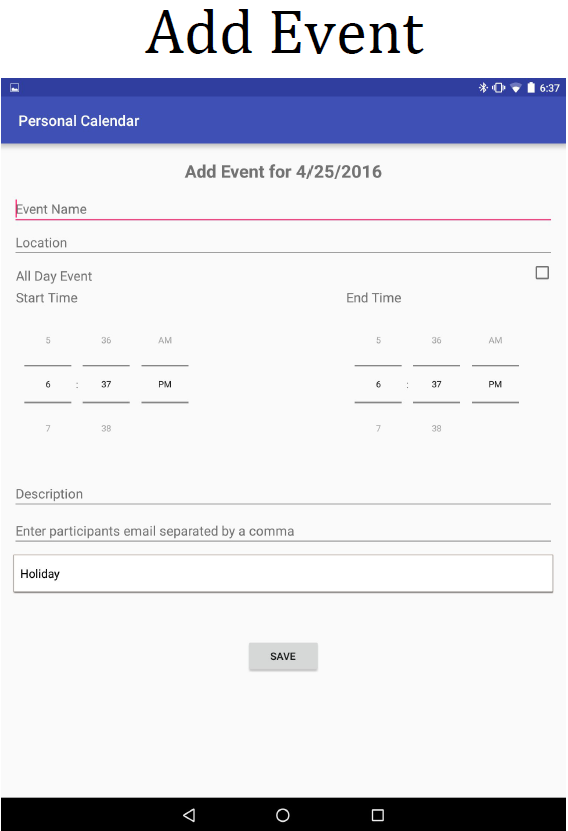 Add Event
6:37
Personal Calendar
Add Event for 4/25/2016
Event Name
Location
All Day Event
Start Time End Time
5 36 AM 5 36 AM
6 : 37 PM 6 : 37 PM
7 38 7 38
Description
Enter participants email separated by a comma
Holiday
SAVE